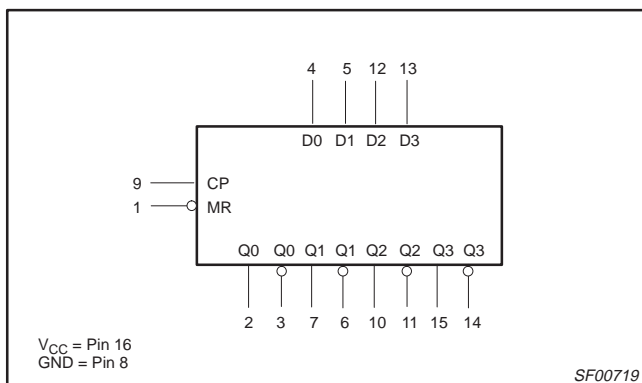 4 5 12 13
D0 D1 D2 D3
9 CP
1 MR
Q0 Q0 Q1 Q1 Q2 Q2 Q3 Q3
2 3 7 6 10 11 15 14
VCC = Pin 16
GND = Pin 8
SF00719